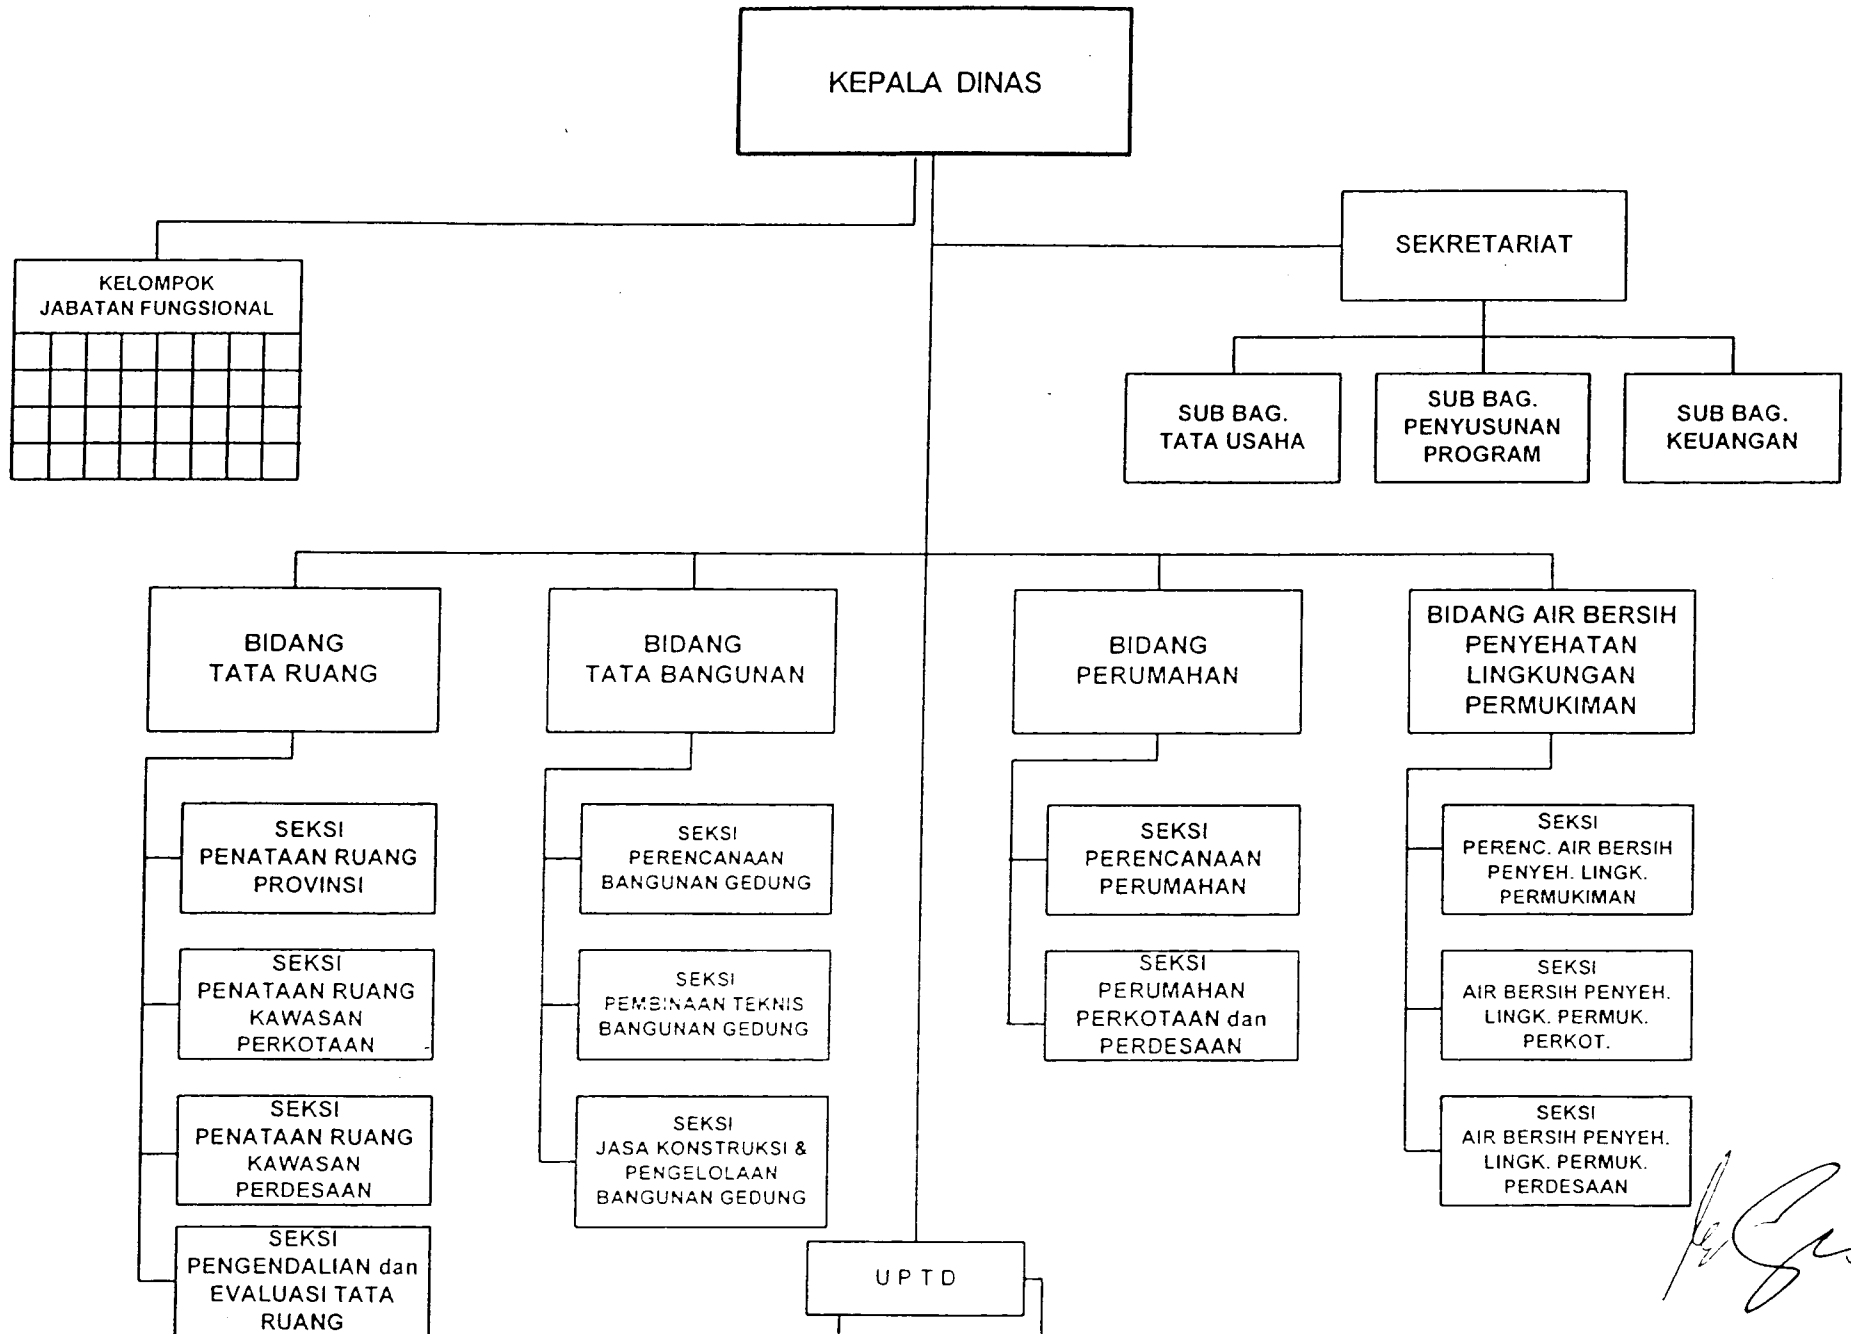 KEPALA DINAS
SEKRETARIAT
KELOMPOK
JABATAN FUNGSIONAL
SUB BAG.
TATA USAHA
SUB BAG.
PENYUSUNAN
PROGRAM
SUB BAG.
KEUANGAN
BIDANG
TATA RUANG
BIDANG
TATA BANGUNAN
BIDANG
PERUMAHAN
BIDANG AIR BERSIH
PENYEHATAN
LINGKUNGAN
PERMUKIMAN
SEKSI
PENATAAN RUANG
PROVINSI
SEKSI
PENATAAN RUANG
KAWASAN
PERKOTAAN
SEKSI
PENATAAN RUANG
KAWASAN
PERDESAAN
SEKSI
PENGENDALIAN dan
EVALUASI TATA
RUANG
SEKSI
PERENCANAAN
BANGUNAN GEDUNG
SEKSI
PEMBINAAN TEKNIS
BANGUNAN GEDUNG
SEKSI
JASA KONSTRUKSI &
PENGELOLAAN
BANGUNAN GEDUNG
SEKSI
PERENCANAAN
PERUMAHAN
SEKSI
PERUMAHAN
PERKOTAAN dan
PERDESAAN
SEKSI
PERENC. AIR BERSIH
PENYEH. LINGK.
PERMUKIMAN
SEKSI
AIR BERSIH PENYEH.
LINGK. PERMUK.
PERKOT.
SEKSI
AIR BERSIH PENYEH.
LINGK. PERMUK.
PERDESAAN
U P T D